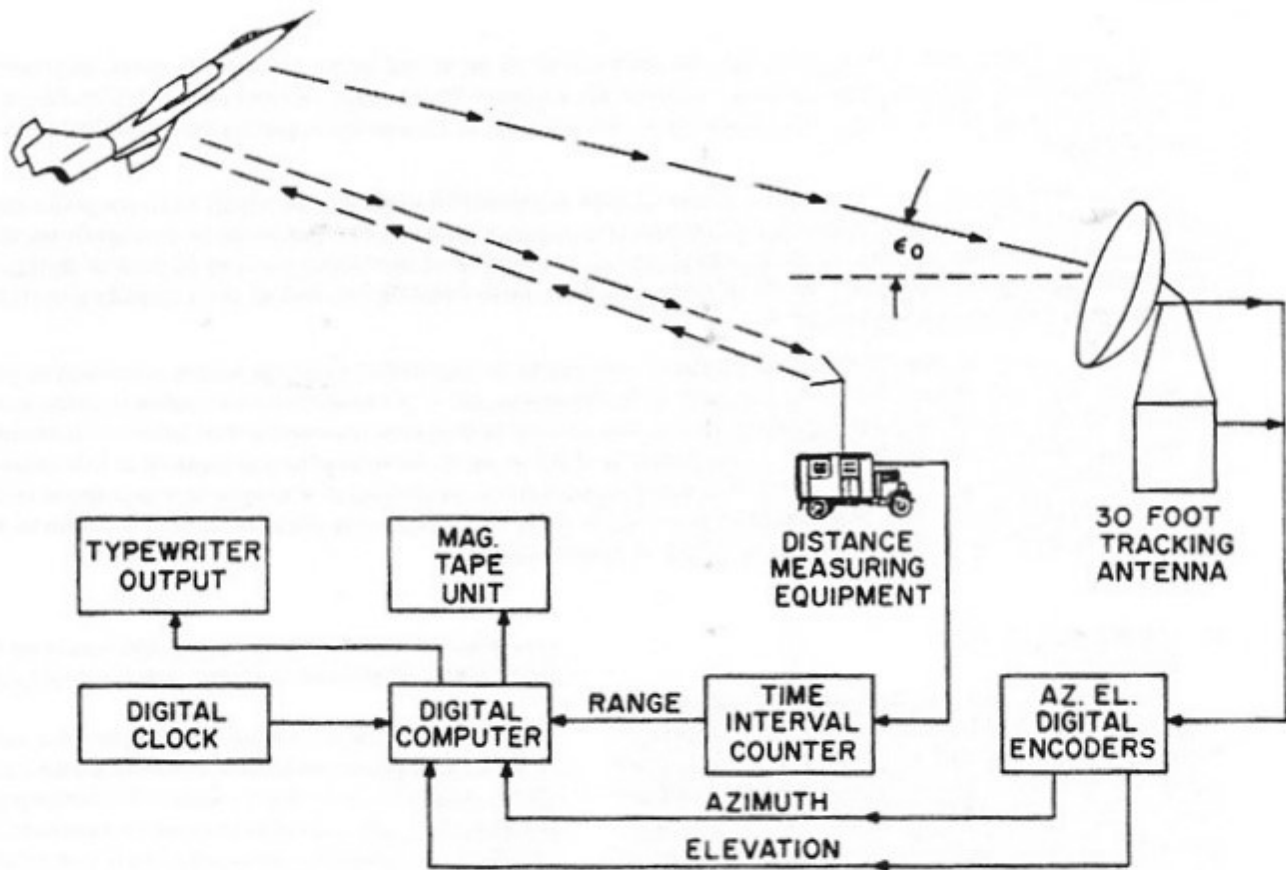 ϵo
30 FOOT
TRACKING
ANTENNA
DISTANCE
MEASURING
EQUIPMENT
TYPEWRITER
OUTPUT
MAG.
TAPE
UNIT
DIGITAL
CLOCK
DIGITAL
COMPUTER
RANGE
TIME
INTERVAL
COUNTER
AZ. EL.
DIGITAL
ENCODERS
AZIMUTH
ELEVATION